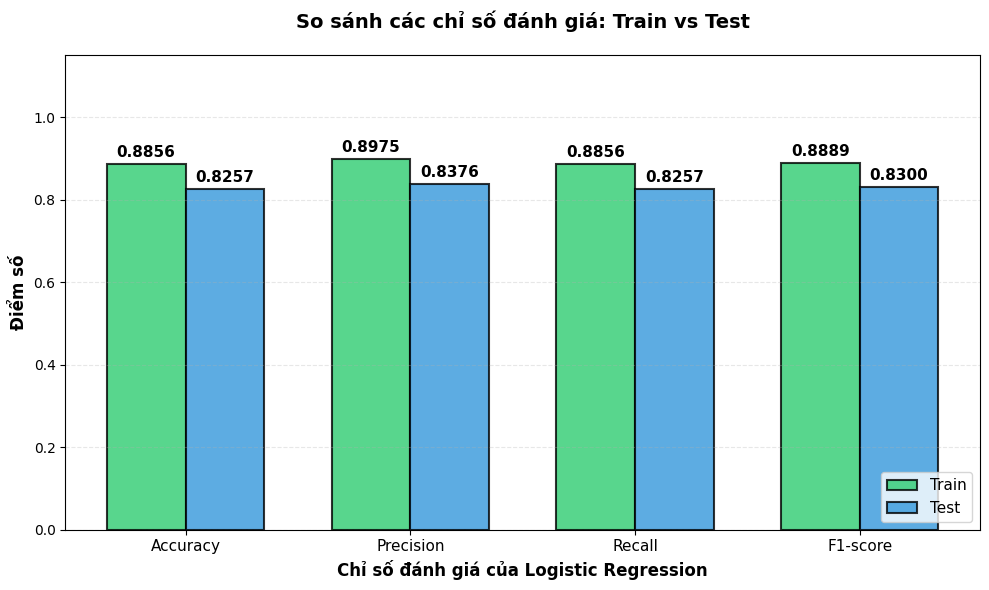 So sánh các chỉ số đánh giá: Train vs Test
Điểm số
1.0
0.8
0.6
0.4
0.2
0.0
0.8856
0.8257
0.8975
0.8376
0.8856
0.8257
0.8889
0.8300
Train
Test
Accuracy
Precision
Recall
F1-score
Chỉ số đánh giá của Logistic Regression